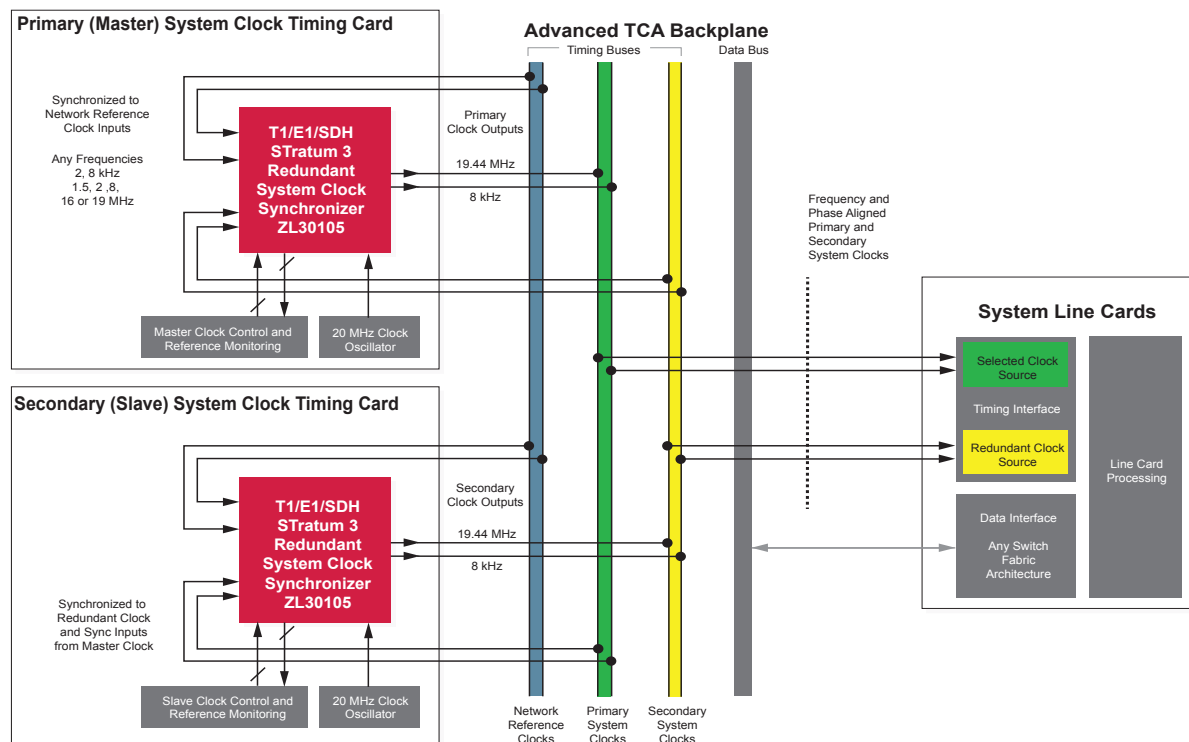 Primary (Master) System Clock Timing Card
Synchronized to
Network Reference
Clock Inputs
Any Frequencies
2, 8 kHz
1.5, 2 ,8,
16 or 19 MHz
T1/E1/SDH
STratum 3
Redundant
System Clock
Synchronizer
ZL30105
Master Clock Control and
Reference Monitoring
20 MHz Clock
Oscillator
Primary
Clock Outputs
19.44 MHz
8 kHz
Advanced TCA Backplane
Timing Buses
Data Bus
Frequency and
Phase Aligned
Primary and
Secondary
System Clocks
System Line Cards
Selected Clock
Source
Timing Interface
Redundant Clock
Source
Data Interface
Any Switch
Fabric
Architecture
Line Card
Processing
Secondary (Slave) System Clock Timing Card
T1/E1/SDH
STratum 3
Redundant
System Clock
Synchronizer
ZL30105
Synchronized to
Redundant Clock
and Sync Inputs
from Master Clock
Slave Clock Control and
Reference Monitoring
20 MHz Clock
Oscillator
Secondary
Clock Outputs
19.44 MHz
8 kHz
Network
Reference
Clocks
Primary
System
Clocks
Secondary
System
Clocks